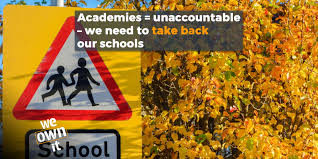 Academies = unaccountable
– we need to take back
our schools
we
own
it
School